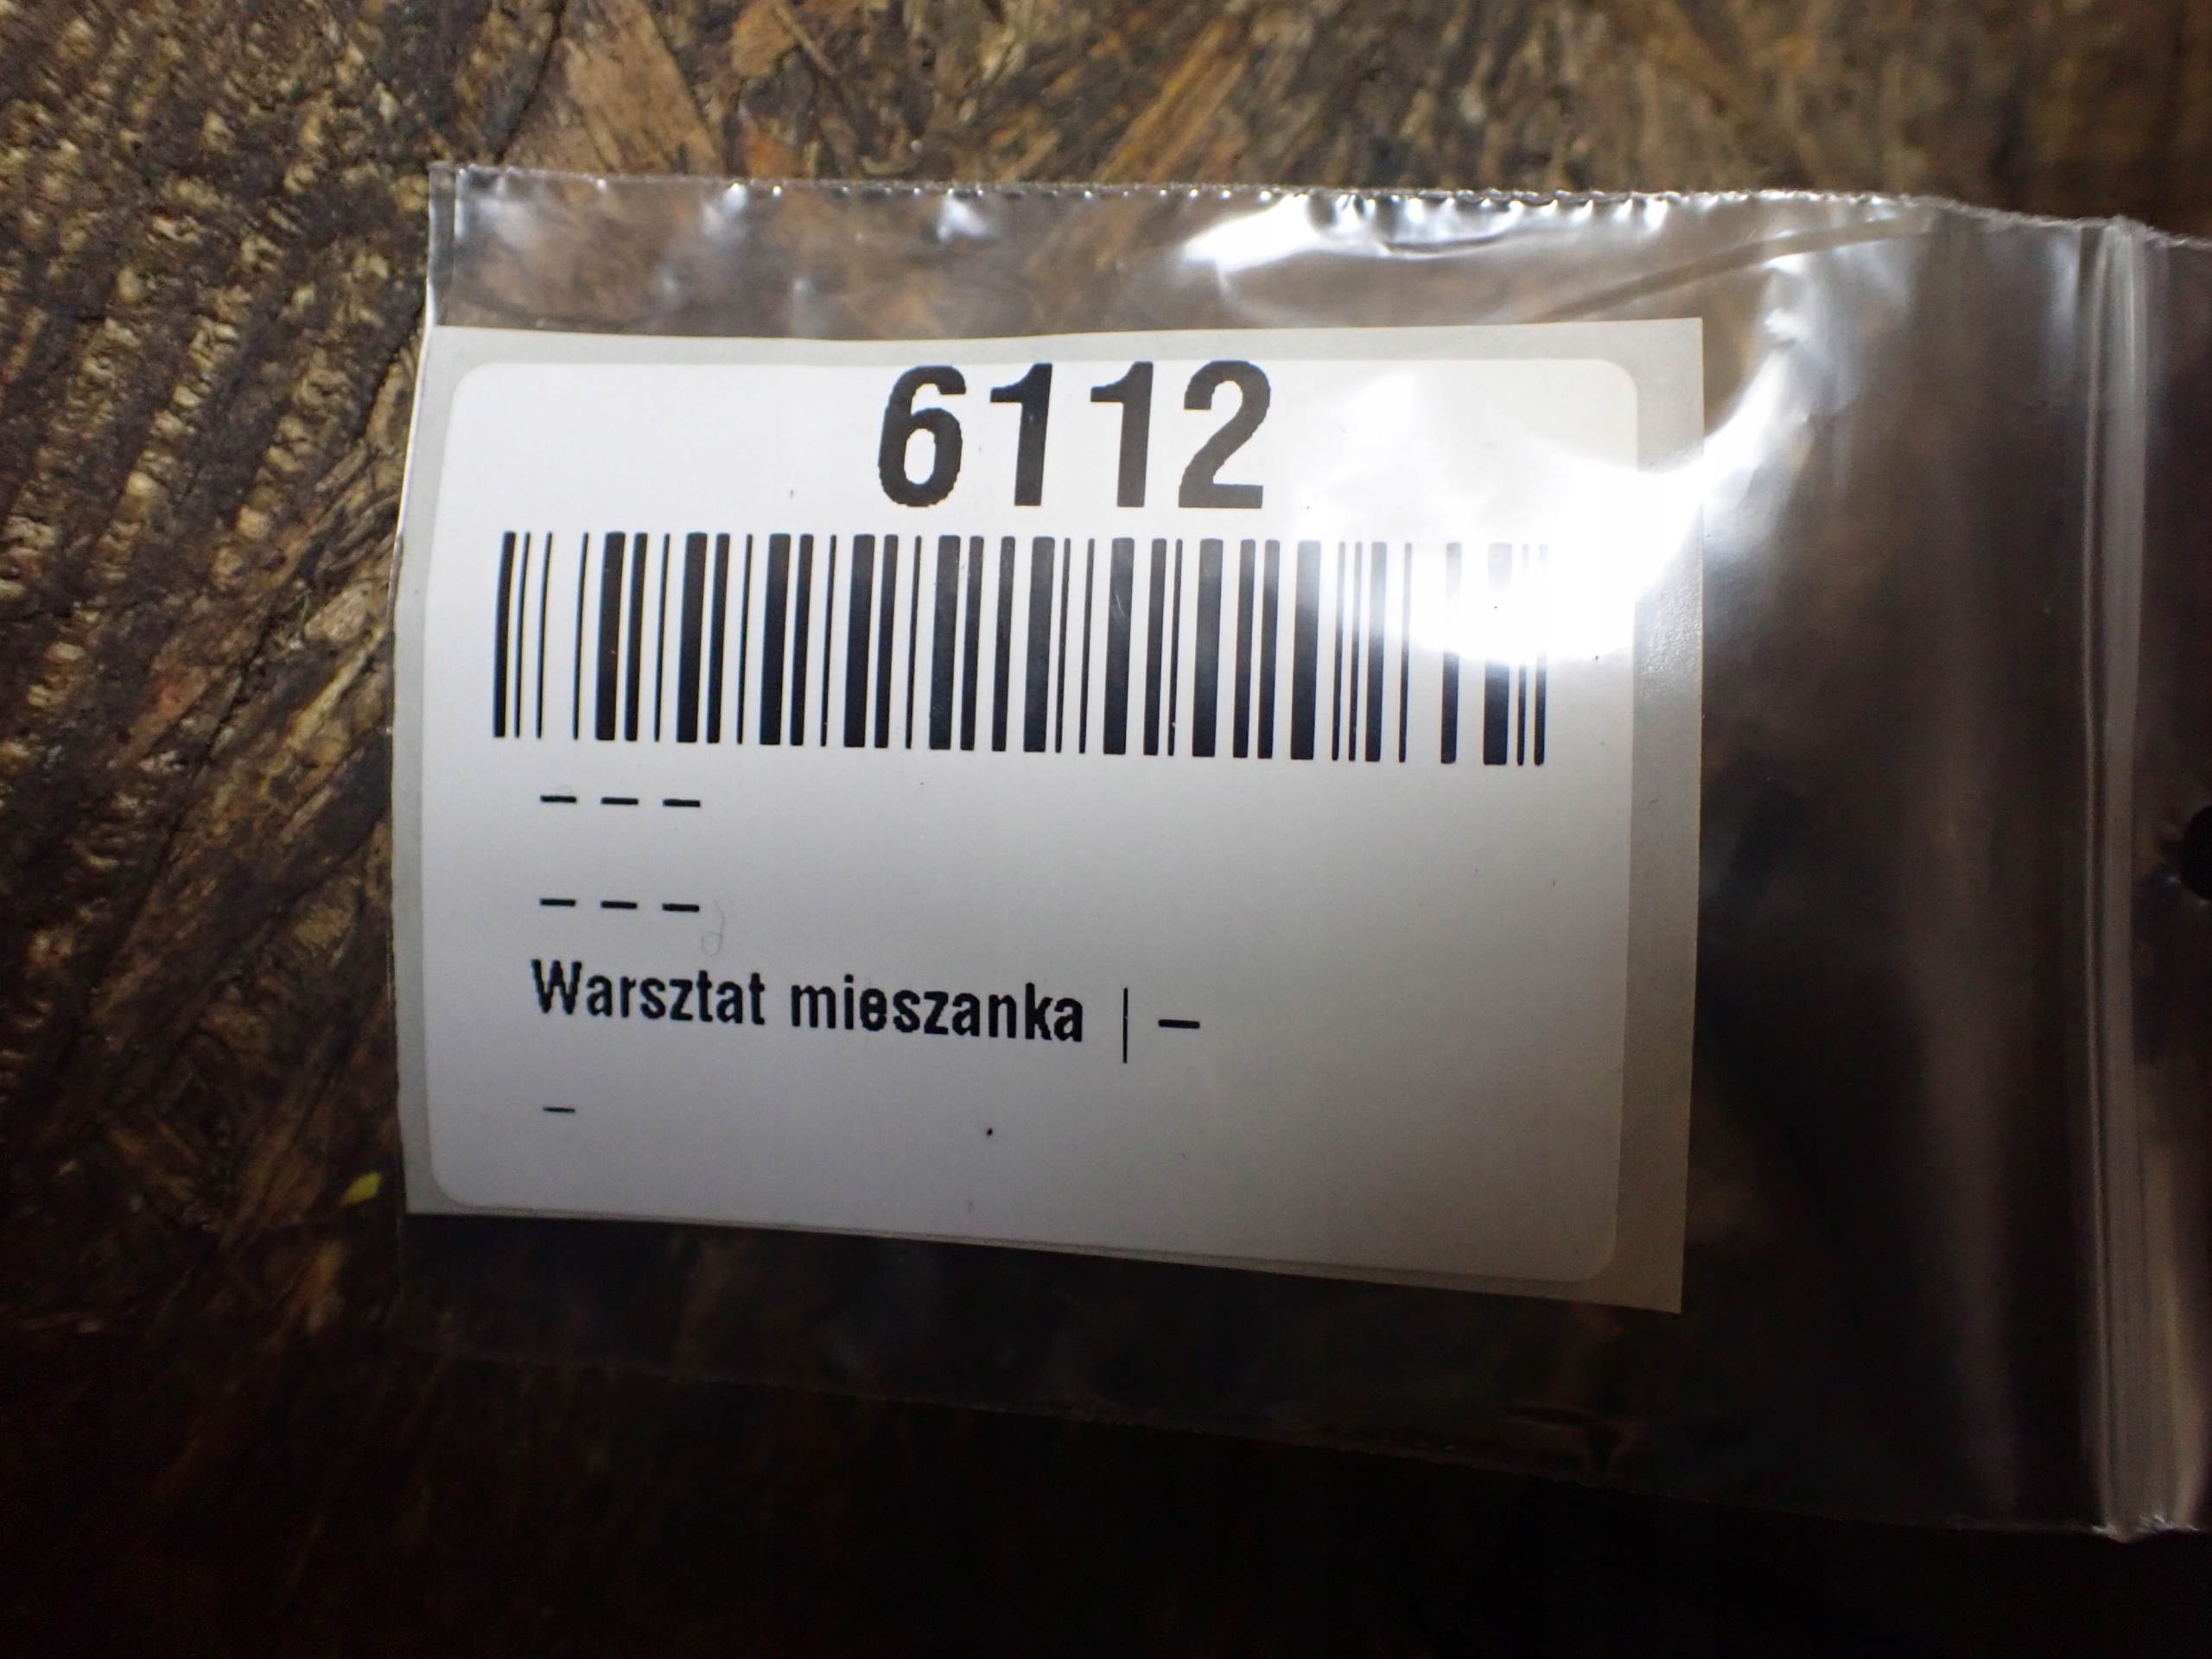 6112
– – –
– – –
Warsztat mieszanka | –
–